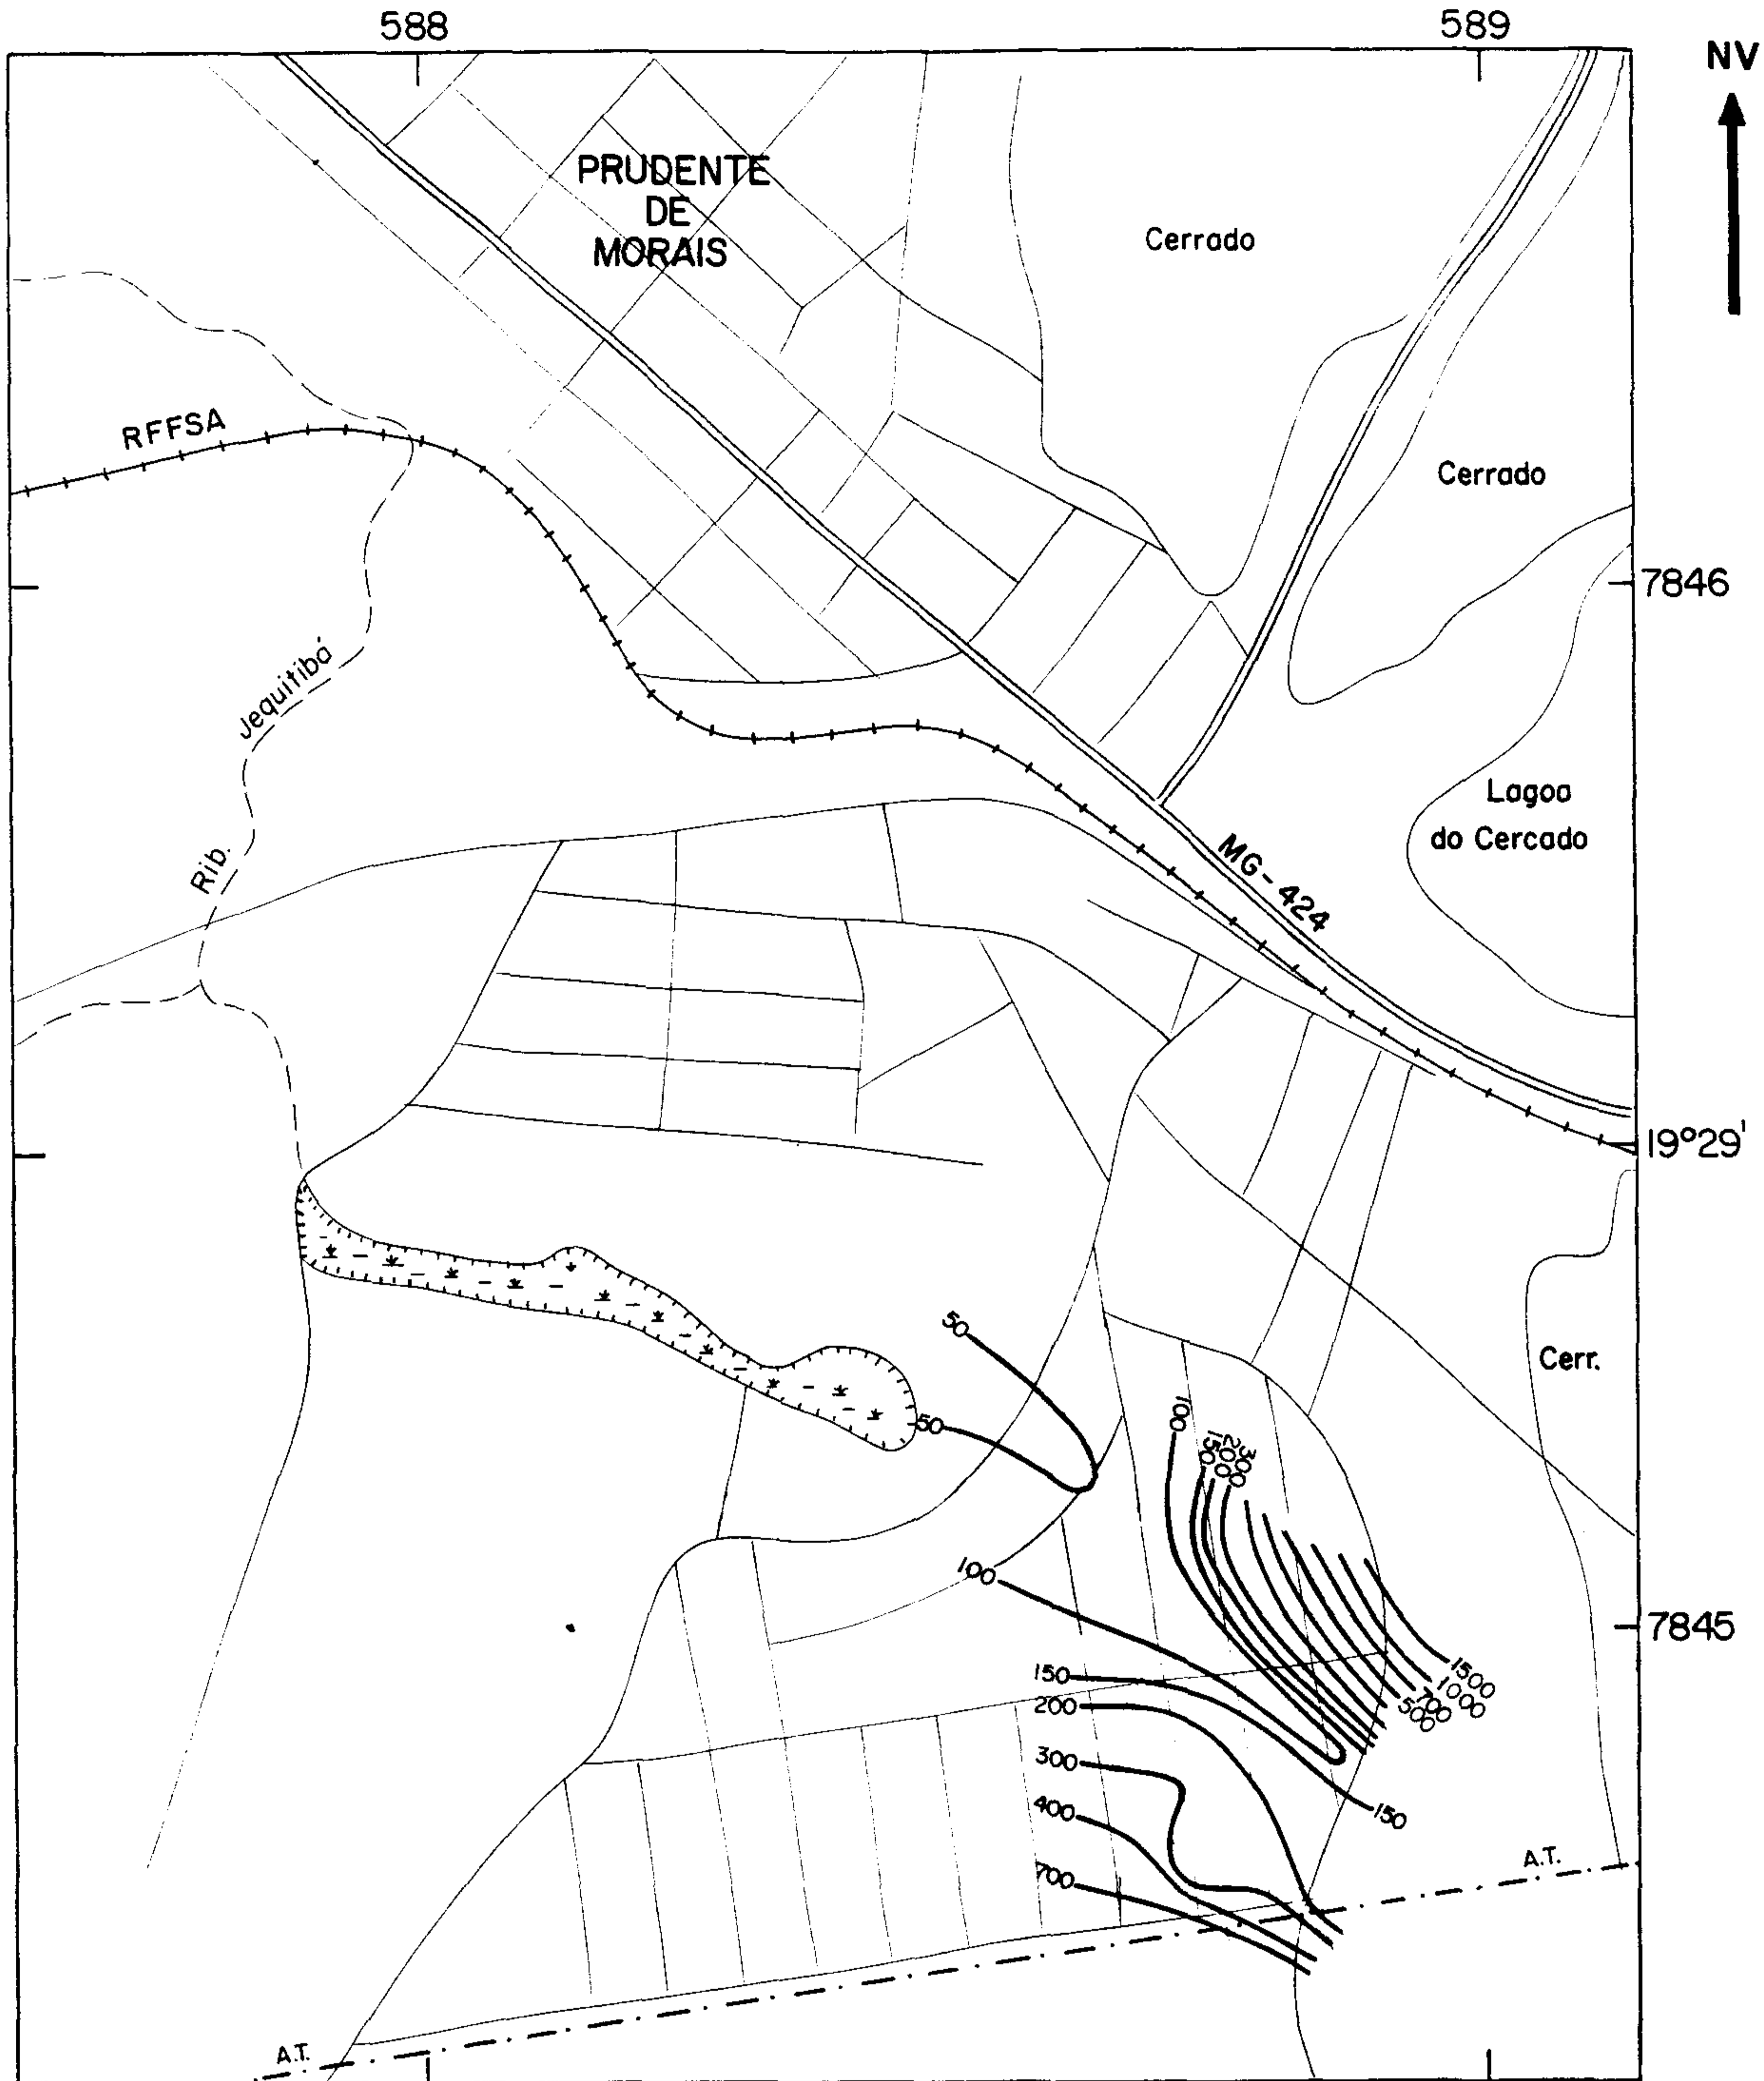 588
589
NV
PRUDENTE
DE
MORAIS
Cerrado
RFFSA
Cerrado
7846
Jequitibá
Lagoa
do Cercado
MG-424
Rib.
19°29'
50
Cerr.
50
100
150
200
300
100
7845
150
1500
1000
700
500
200
300
400
150
700
A.T.
A.T.